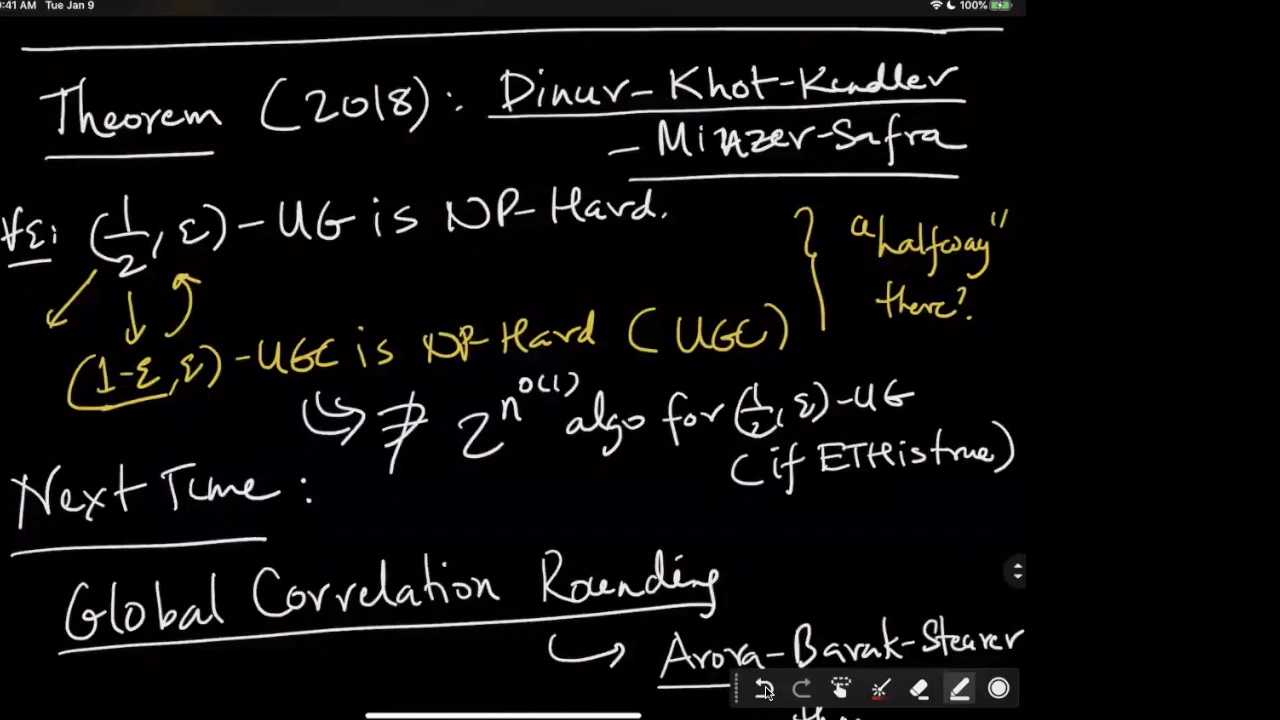 :41 AM Tue Jan 9 100%
Theorem (2018): Dinur-Khot-Kindler
-Minzer-Safra
∀ε: (1/2, ε)-UG is NP-Hard.
"halfway"
there?
(1-ε, ε)-UGC is NP-Hard (UGC)
↪ ∄ 2^n^o(1) algo for (1/2, ε)-UG
(if ETH is true)
Next Time:
Global Correlation Rounding
↪ Arora-Barak-Steurer